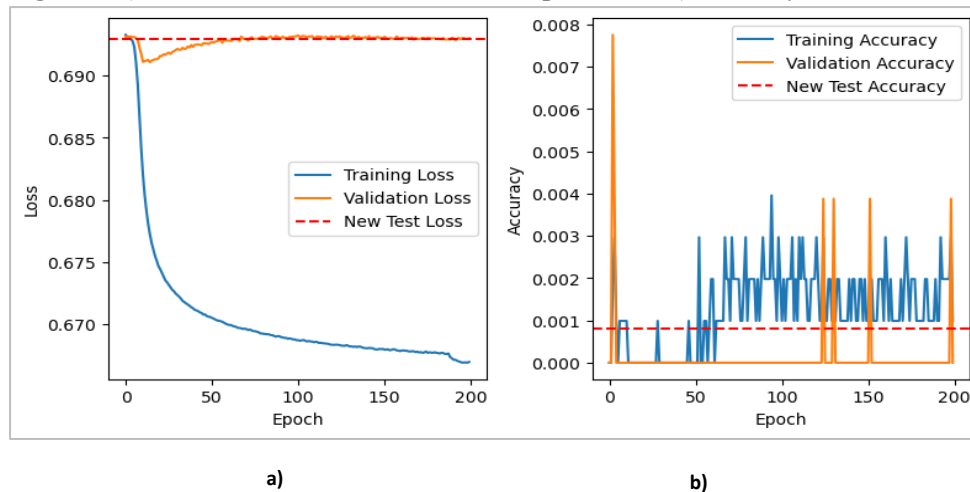 0.690
0.685
0.680
0.675
0.670
Loss
Training Loss
Validation Loss
New Test Loss
0 50 100 150 200
Epoch
0.008
0.007
0.006
0.005
0.004
0.003
0.002
0.001
0.000
Accuracy
Training Accuracy
Validation Accuracy
New Test Accuracy
0 50 100 150 200
Epoch
a)
b)